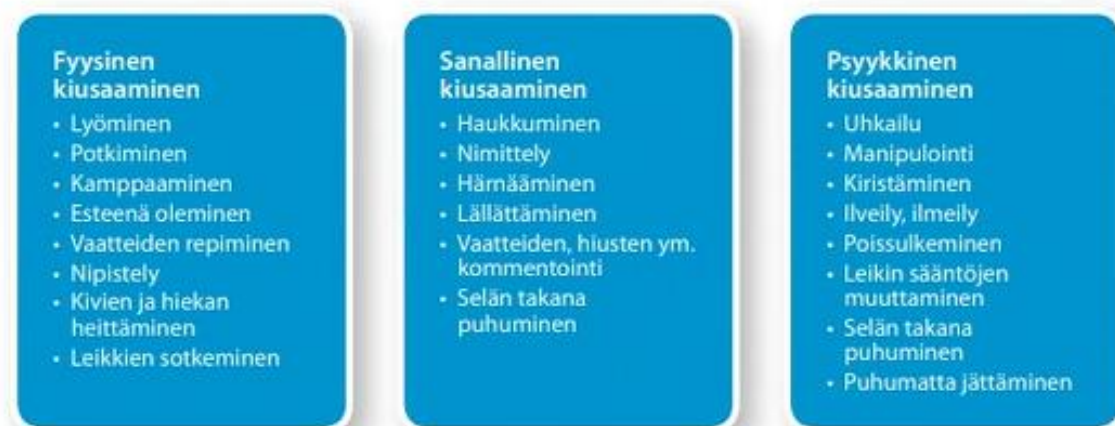 Fyysinen
kiusaaminen
• Lyöminen
• Potkiminen
• Kamppaaminen
• Esteenä oleminen
• Vaatteiden repiminen
• Nipistely
• Kivien ja hiekan
heittäminen
• Leikkien sotkeminen
Sanallinen
kiusaaminen
• Haukkuminen
• Nimittely
• Härnääminen
• Lällättäminen
• Vaatteiden, hiusten ym.
kommentointi
• Selän takana
puhuminen
Psyykkinen
kiusaaminen
• Uhkailu
• Manipulointi
• Kiristäminen
• Ilveily, ilmeily
• Poissulkeminen
• Leikin sääntöjen
muuttaminen
• Selän takana
puhuminen
• Puhumatta jättäminen